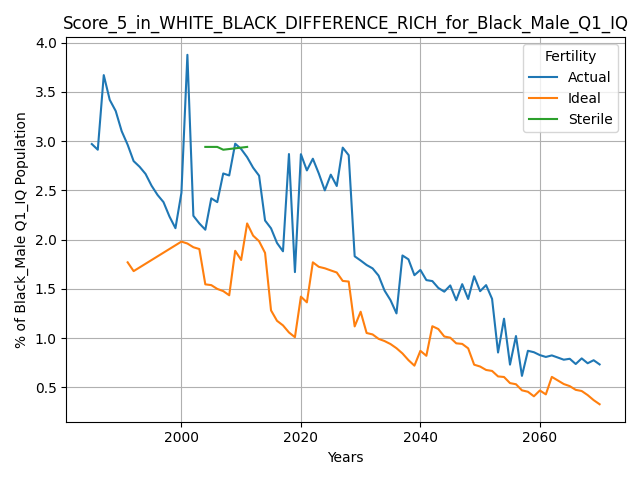 Score_5_in_WHITE_BLACK_DIFFERENCE_RICH_for_Black_Male_Q1_IQ
4.0
3.5
3.0
2.5
2.0
1.5
1.0
0.5
% of Black_Male Q1_IQ Population
Fertility
Actual
Ideal
Sterile
2000
2020
2040
2060
Years